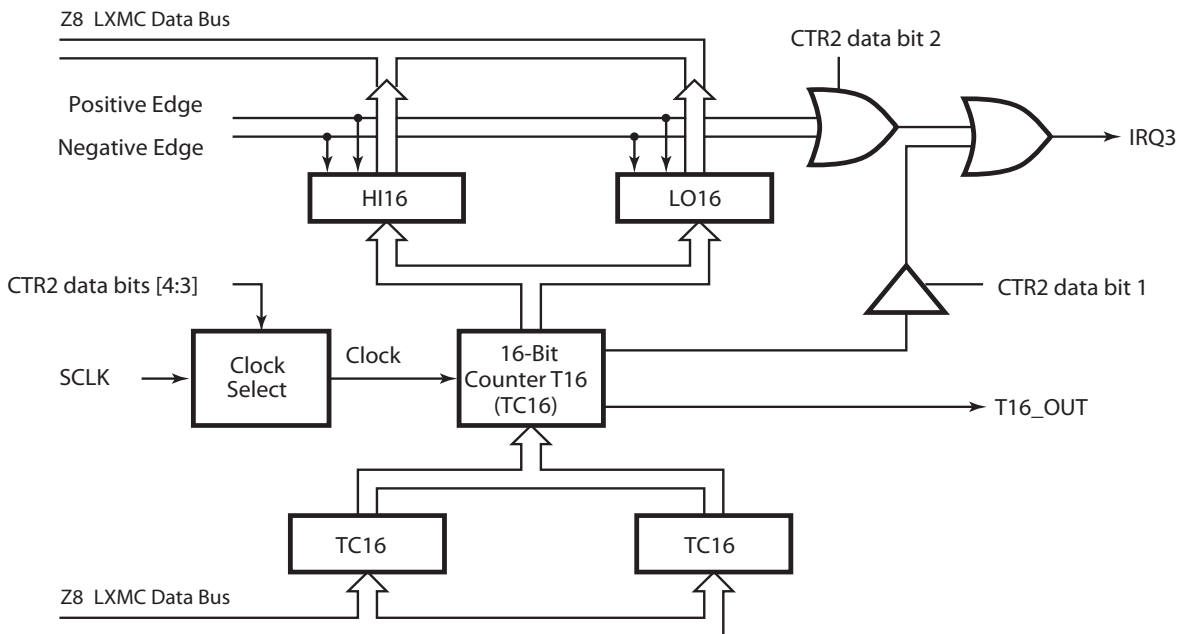 Z8 LXMC Data Bus
CTR2 data bit 2
Positive Edge
Negative Edge
IRQ3
HI16
LO16
CTR2 data bits [4:3]
CTR2 data bit 1
SCLK
Clock
Select
Clock
16-Bit
Counter T16
(TC16)
T16_OUT
TC16
TC16
Z8 LXMC Data Bus